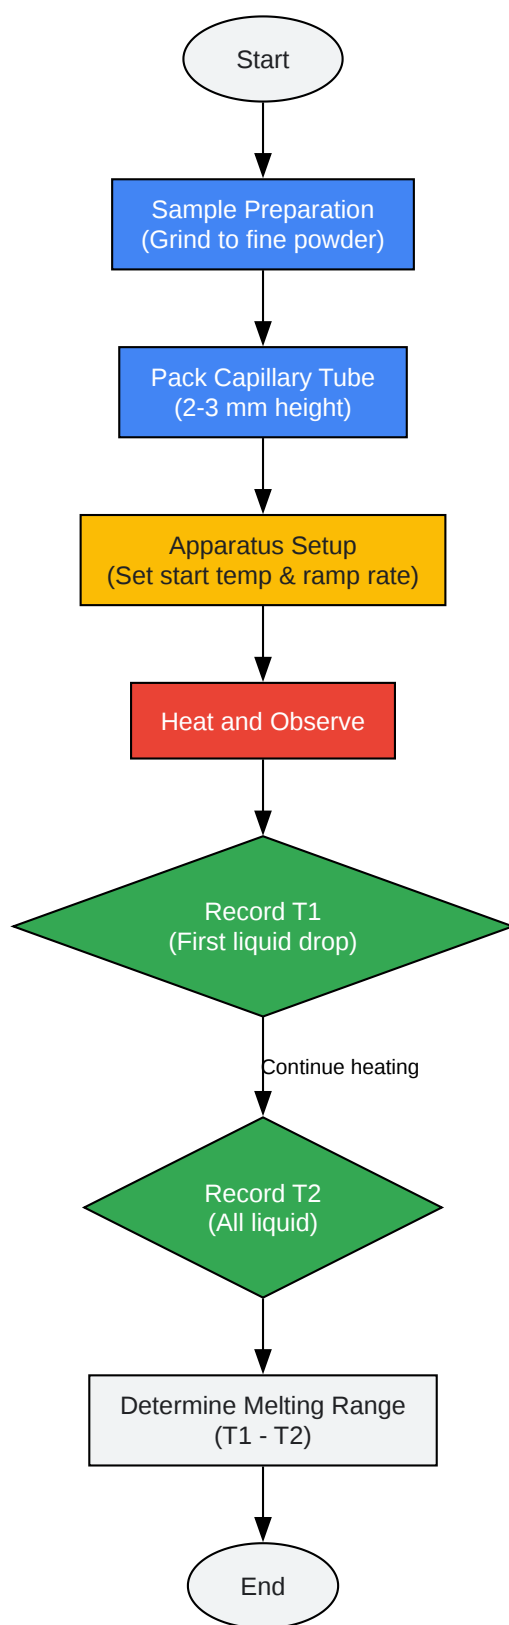 Start
Sample Preparation
(Grind to fine powder)
Pack Capillary Tube
(2-3 mm height)
Apparatus Setup
(Set start temp & ramp rate)
Heat and Observe
Record T1
(First liquid drop)
Continue heating
Record T2
(All liquid)
Determine Melting Range
(T1 - T2)
End